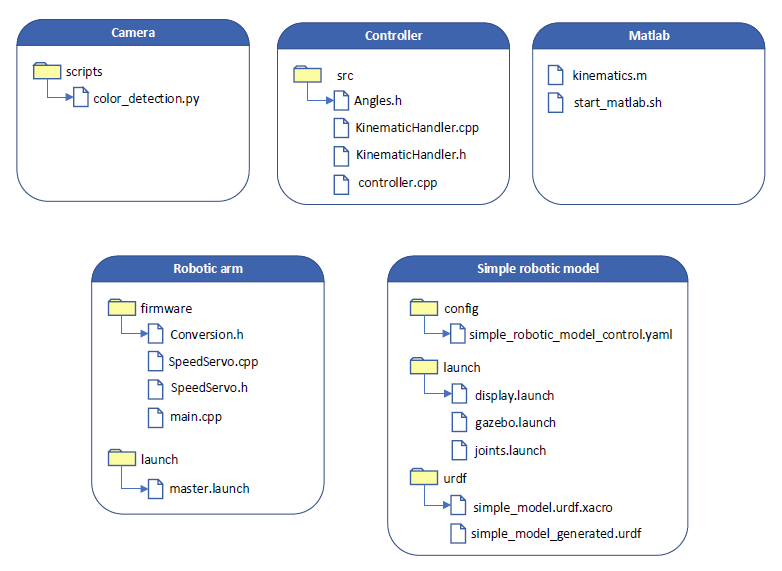 Camera
scripts
color_detection.py
Controller
src
Angles.h
KinematicHandler.cpp
KinematicHandler.h
controller.cpp
Matlab
kinematics.m
start_matlab.sh
Robotic arm
firmware
Conversion.h
SpeedServo.cpp
SpeedServo.h
main.cpp
launch
master.launch
Simple robotic model
config
simple_robotic_model_control.yaml
launch
display.launch
gazebo.launch
joints.launch
urdf
simple_model.urdf.xacro
simple_model_generated.urdf